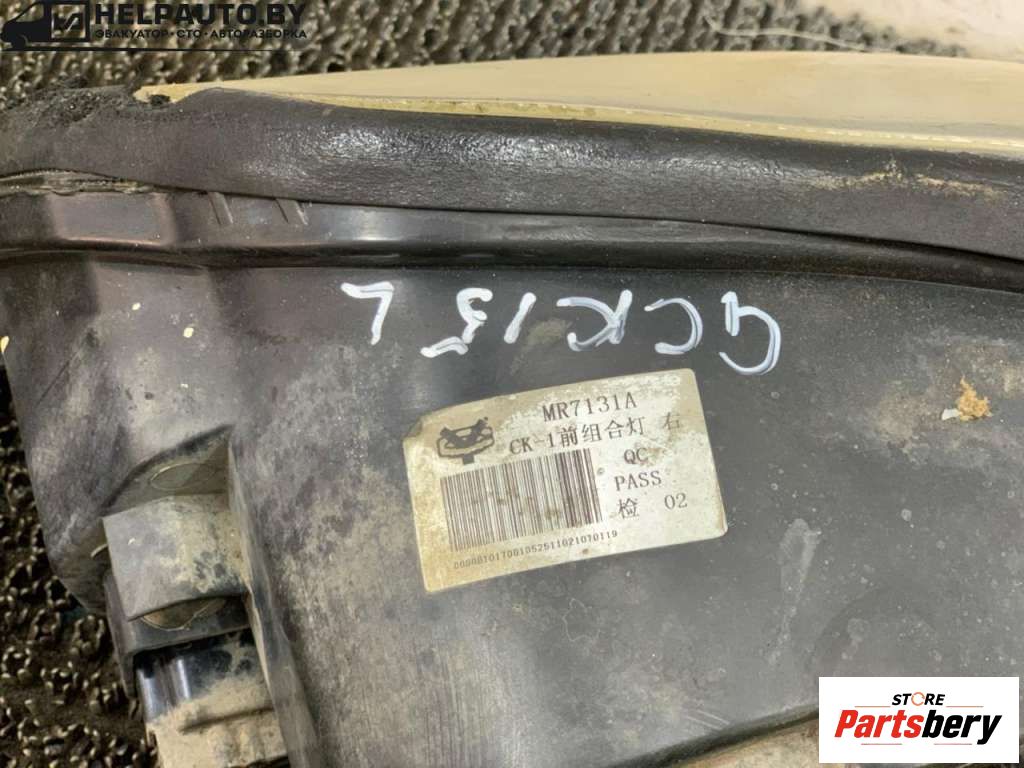 HELPAUTO.BY
ЭВАКУАТОР • СТО • АВТОРАЗБОРКА
GCK13 L
MR7131A
CK-1前组合灯 右
QC
PASS
检 02
STORE
Partsbery